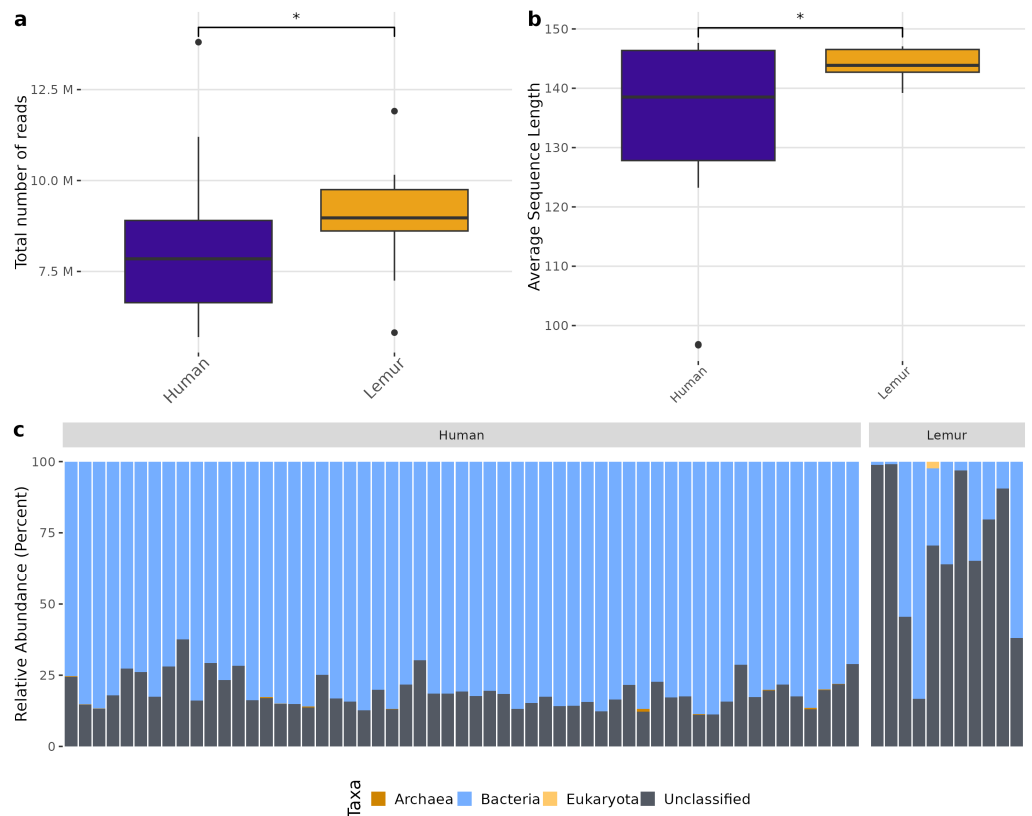 a
*
Total number of reads
12.5 M
10.0 M
7.5 M
Human
Lemur
b
*
Average Sequence Length
150
140
130
120
110
100
Human
Lemur
c
Human
Lemur
Relative Abundance (Percent)
100
75
50
25
0
Taxa
Archaea
Bacteria
Eukaryota
Unclassified